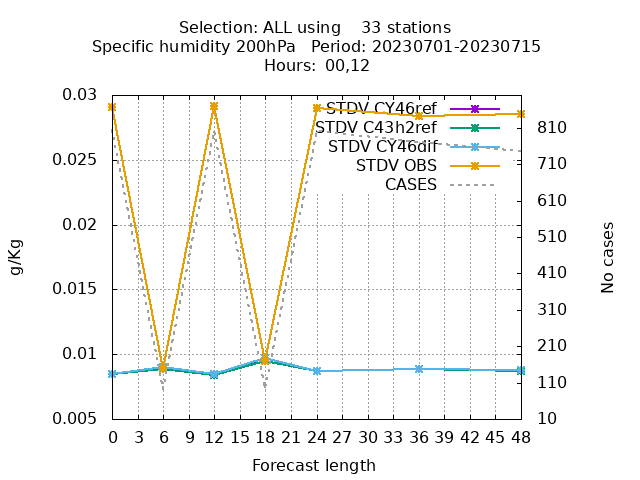 Selection: ALL using    33 stations
Specific humidity 200hPa   Period: 20230701-20230715
Hours: 00,12
STDV CY46ref
STDV C43h2ref
STDV CY46dif
STDV OBS
CASES
g/Kg
0.03
0.025
0.02
0.015
0.01
0.005
810
710
610
510
410
310
210
110
10
No cases
0 3 6 9 12 15 18 21 24 27 30 33 36 39 42 45 48
Forecast length